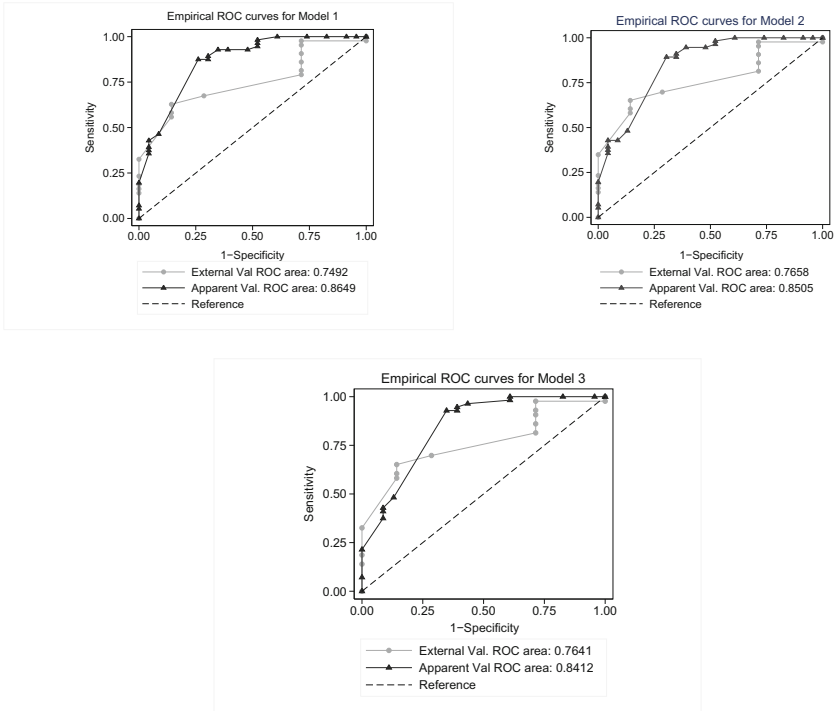 Empirical ROC curves for Model 1
1.00
0.75
0.50
0.25
0.00
Sensitivity
0.00 0.25 0.50 0.75 1.00
1−Specificity
External Val ROC area: 0.7492
Apparent Val. ROC area: 0.8649
Reference
Empirical ROC curves for Model 2
1.00
0.75
0.50
0.25
0.00
Sensitivity
0.00 0.25 0.50 0.75 1.00
1−Specificity
External Val. ROC area: 0.7658
Apparent Val. ROC area: 0.8505
Reference
Empirical ROC curves for Model 3
1.00
0.75
0.50
0.25
0.00
Sensitivity
0.00 0.25 0.50 0.75 1.00
1−Specificity
External Val. ROC area: 0.7641
Apparent Val ROC area: 0.8412
Reference